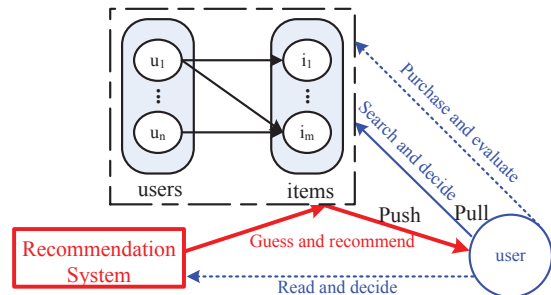 u1
i1
⋮
⋮
un
im
users
items
Purchase and evaluate
Search and decide
Push
Pull
Guess and recommend
Recommendation
System
user
Read and decide